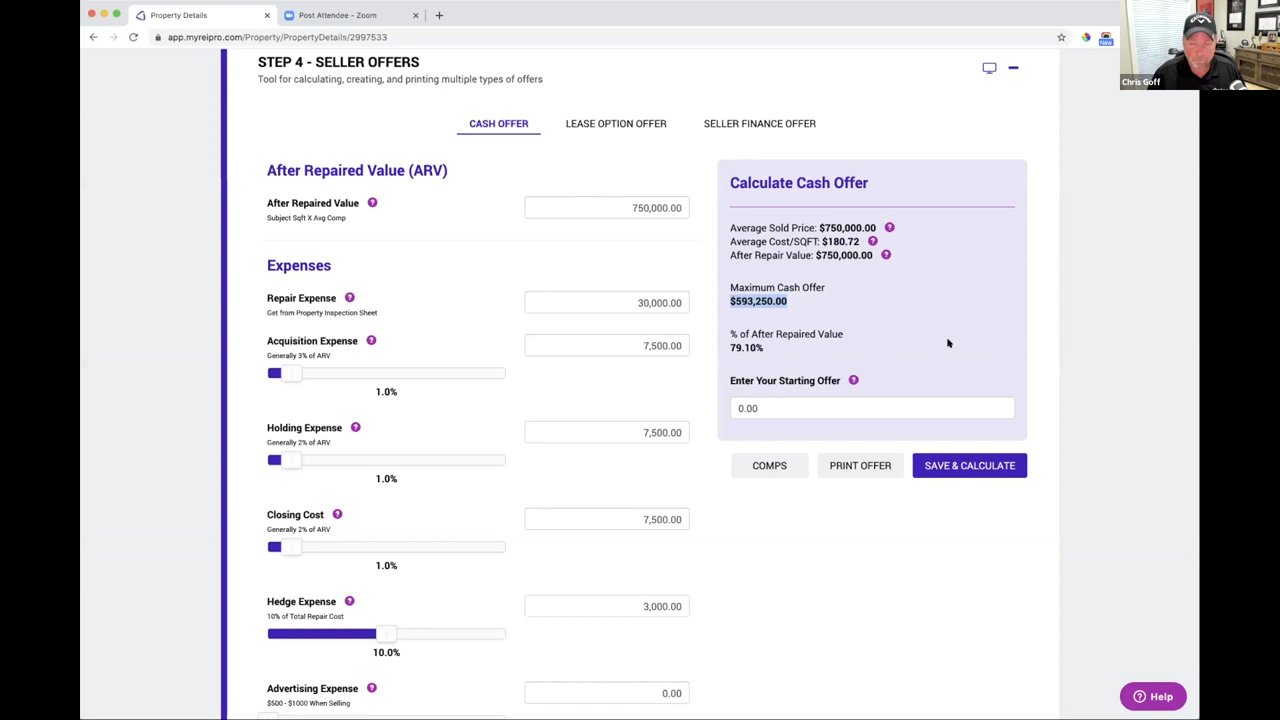 Property Details
Post Attendee - Zoom
app.myreipro.com/Property/PropertyDetails/2997533
New
Chris Goff
STEP 4 - SELLER OFFERS
Tool for calculating, creating, and printing multiple types of offers
CASH OFFER
LEASE OPTION OFFER
SELLER FINANCE OFFER
After Repaired Value (ARV)
After Repaired Value ?
Subject Sqft X Avg Comp
750,000.00
Expenses
Repair Expense ?
Get from Property Inspection Sheet
30,000.00
Acquisition Expense ?
Generally 3% of ARV
7,500.00
1.0%
Holding Expense ?
Generally 2% of ARV
7,500.00
1.0%
Closing Cost ?
Generally 2% of ARV
7,500.00
1.0%
Hedge Expense ?
10% of Total Repair Cost
3,000.00
10.0%
Advertising Expense ?
$500 - $1000 When Selling
0.00
Calculate Cash Offer
Average Sold Price: $750,000.00 ?
Average Cost/SQFT: $180.72 ?
After Repair Value: $750,000.00 ?
Maximum Cash Offer
$593,250.00
% of After Repaired Value
79.10%
Enter Your Starting Offer ?
0.00
COMPS
PRINT OFFER
SAVE & CALCULATE
? Help